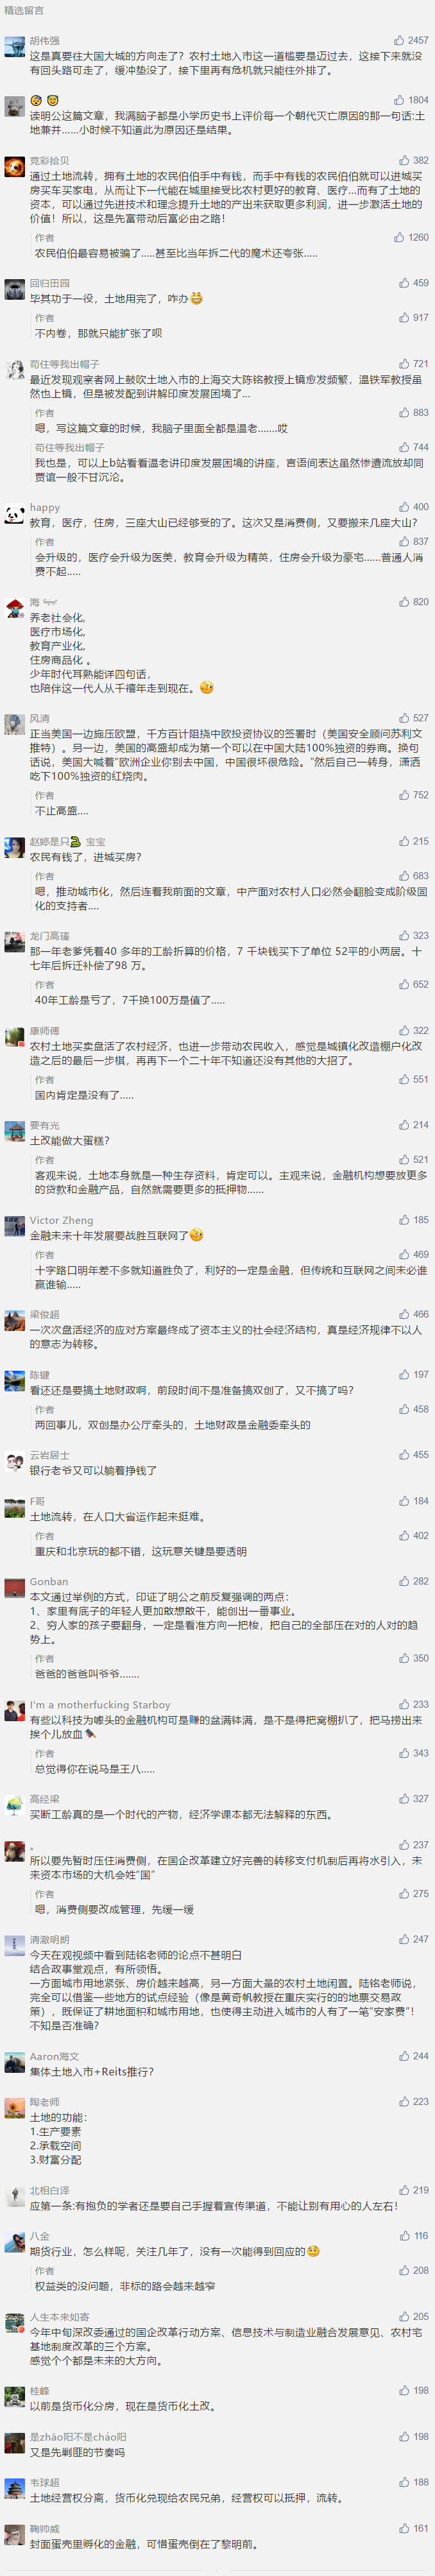 精选留言
胡伟强 2457
这是真要往大国大城的方向走了？农村土地入市这一道槛要是迈过去，这接下来就没
有回头路可走了，缓冲垫没了，接下里再有危机就只能往外排了。
1804
读明公这篇文章，我满脑子都是小学历史书上评价每一个朝代灭亡原因的那一句话:土
地兼并......小时候不知道此为原因还是结果。
霓彩拾贝 382
通过土地流转，拥有土地的农民伯伯手中有钱，而手中有钱的农民伯伯就可以进城买
房买车买家电，从而让下一代能在城里接受比农村更好的教育、医疗...而有了土地的
资本，可以通过先进技术和理念提升土地的产出来获取更多利润，进一步激活土地的
价值！所以，这是先富带动后富必由之路！
作者 1260
农民伯伯最容易被骗了.....甚至比当年拆二代的魔术还夸张.....
回归田园 459
毕其功于一役，土地用完了，咋办😅
作者 917
不内卷，那就只能扩张了呗
苟住等我出帽子 721
最近发现观察者网上鼓吹土地入市的上海交大陈铭教授上镜愈发频繁，温铁军教授虽
然也上镜，但是被发配到讲解印度发展困境了...
作者 883
嗯，写这篇文章的时候，我脑子里面全都是温老.......哎
苟住等我出帽子 744
我也是，可以上b站看看温老讲印度发展困境的讲座，言语间表达虽然惨遭流放却同
贾谊一般不甘沉沦。
happy 400
教育，医疗，住房，三座大山已经够受的了。这次又是消费侧，又要搬来几座大山？
作者 837
会升级的，医疗会升级为医美，教育会升级为精英，住房会升级为豪宅......普通人消
费不起.....
海 820
养老社会化，
医疗市场化，
教育产业化，
住房商品化 。
少年时代耳熟能详四句话，
也陪伴这一代人从千禧年走到现在。
风清 527
正当美国一边施压欧盟，千方百计阻挠中欧投资协议的签署时（美国安全顾问苏利文
推特）。另一边，美国的高盛却成为第一个可以在中国大陆100%独资的券商。换句
话说，美国大喊着“欧洲企业你别去中国，中国很坏很危险。”然后自己一转身，潇洒
吃下100%独资的红烧肉。
作者 752
不止高盛....
赵婷是只🐍 宝宝 215
农民有钱了，进城买房？
作者 683
嗯，推动城市化，然后连着我前面的文章，中产面对农村人口必然会翻脸变成阶级固
化的支持者....
龙门高瑧 323
那一年老爹凭着40 多年的工龄折算的价格，7 千块钱买下了单位 52平的小两居。十
七年后拆迁补偿了98 万。
作者 652
40年工龄是亏了，7千换100万是值了.....
康师傅 322
农村土地买卖盘活了农村经济，也进一步带动农民收入，感觉是城镇化改造棚户化改
造之后的最后一步棋，再再下一个二十年不知道还没有其他的大招了。
作者 551
国内肯定是没有了.....
要有光 214
土改能做大蛋糕？
作者 521
客观来说，土地本身就是一种生存资料，肯定可以。主观来说，金融机构想要放更多
的贷款和金融产品，自然就需要更多的抵押物......
Victor Zheng 185
金融未来十年发展要战胜互联网了
作者 469
十字路口明年差不多就知道胜负了，利好的一定是金融，但传统和互联网之间未必谁
赢谁输.....
梁俊超 466
一次次盘活经济的应对方案最终成了资本主义的社会经济结构，真是经济规律不以人
的意志为转移。
陈键 197
看还还是要搞土地财政啊，前段时间不是准备搞双创了，又不搞了吗？
作者 458
两回事儿，双创是办公厅牵头的，土地财政是金融委牵头的
云岩居士 455
银行老爷又可以躺着挣钱了
F哥 184
土地流转，在人口大省运作起来挺难。
作者 402
重庆和北京玩的都不错，这玩意关键是要透明
Gonban 282
本文通过举例的方式，印证了明公之前反复强调的两点：
1、家里有底子的年轻人更加敢想敢干，能创出一番事业。
2、穷人家的孩子要翻身，一定是看准方向一把梭，把自己的全部压在对的人对的趋
势上。
作者 350
爸爸的爸爸叫爷爷.......
I'm a motherfucking Starboy 233
有些以科技为噱头的金融机构可是赚的盆满钵满，是不是得把窝棚扒了，把马捞出来
挨个儿放血
作者 343
总觉得你在说马是王八.....
高经梁 327
买断工龄真的是一个时代的产物，经济学课本都无法解释的东西。
。 237
所以要先暂时压住消费侧，在国企改革建立好完善的转移支付机制后再将水引入，未
来资本市场的大机会姓“国”
作者 275
嗯，消费侧要改成管理，先缓一缓
清澈明朗 247
今天在观视频中看到陆铭老师的论点不甚明白
结合政事堂观点，有所领悟。
一方面城市用地紧张、房价越来越高，另一方面大量的农村土地闲置。陆铭老师说，
完全可以借鉴一些地方的试点经验（像是黄奇帆教授在重庆实行的的地票交易政
策），既保证了耕地面积和城市用地，也使得主动进入城市的人有了一笔“安家费”！
不知是否准确？
Aaron海文 244
集体土地入市+Reits推行？
陶老师 223
土地的功能：
1.生产要素
2.承载空间
3.财富分配
北相白泽 219
应第一条:有抱负的学者还是要自己手握着宣传渠道，不能让别有用心的人左右！
八金 116
期货行业，怎么样呢，关注几年了，没有一次能得到回应的
作者 208
权益类的没问题，非标的路会越来越窄
人生本来如寄 205
今年中旬深改委通过的国企改革行动方案、信息技术与制造业融合发展意见、农村宅
基地制度改革的三个方案。
感觉个个都是未来的大方向。
桂峰 198
以前是货币化分房，现在是货币化土改。
是zhāo阳不是cháo阳 198
又是先剿匪的节奏吗
韦球超 188
土地经营权分离，货币化兑现给农民兄弟，经营权可以抵押，流转。
鞠帅威 161
封面蛋壳里孵化的金融，可惜蛋壳倒在了黎明前。